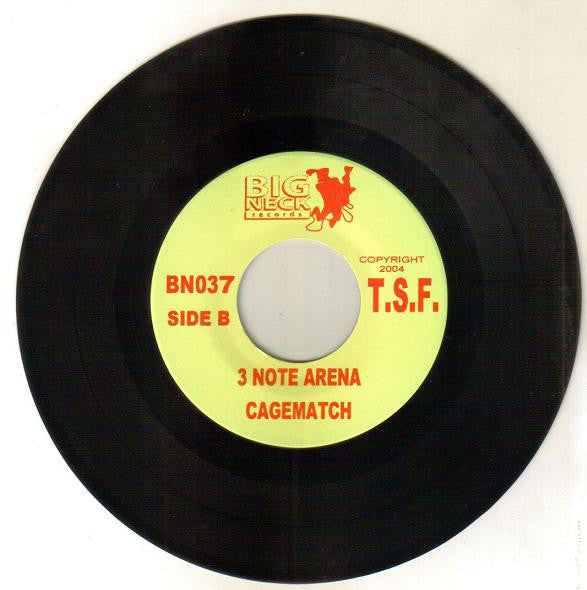 BIG
NECK
records
COPYRIGHT
2004
BN037
T.S.F.
SIDE B
3 NOTE ARENA
CAGEMATCH